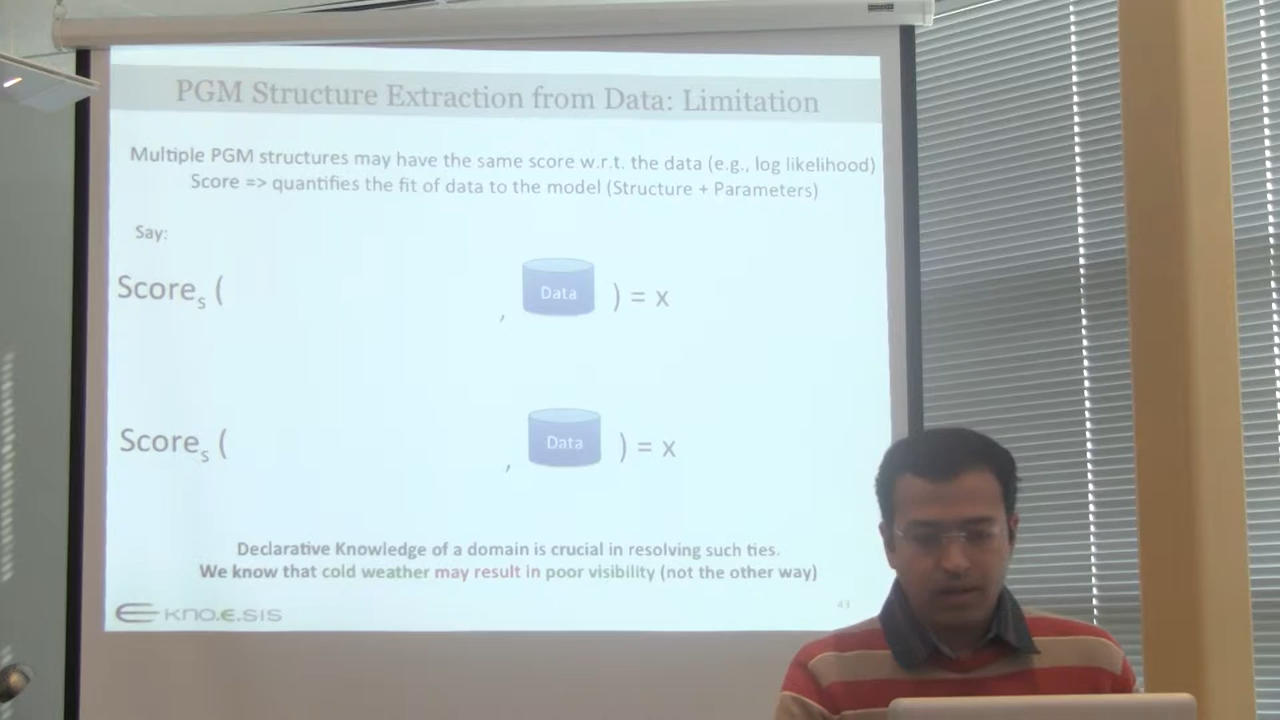 PGM Structure Extraction from Data: Limitation
Multiple PGM structures may have the same score w.r.t. the data (e.g., log likelihood)
Score => quantifies the fit of data to the model (Structure + Parameters)
Say:
Scores ( , Data ) = x
Scores ( , Data ) = x
Declarative Knowledge of a domain is crucial in resolving such ties.
We know that cold weather may result in poor visibility (not the other way)
KNO.E.SIS
43